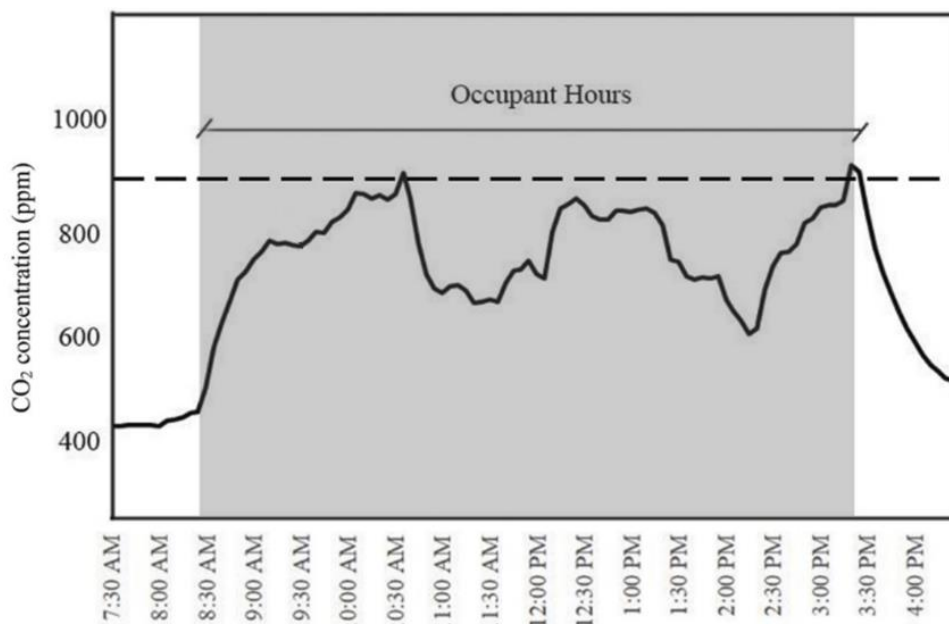 Occupant Hours
CO₂ concentration (ppm)
1000
800
600
400
7:30 AM
8:00 AM
8:30 AM
9:00 AM
9:30 AM
0:00 AM
0:30 AM
1:00 AM
1:30 AM
12:00 PM
12:30 PM
1:00 PM
1:30 PM
2:00 PM
2:30 PM
3:00 PM
3:30 PM
4:00 PM